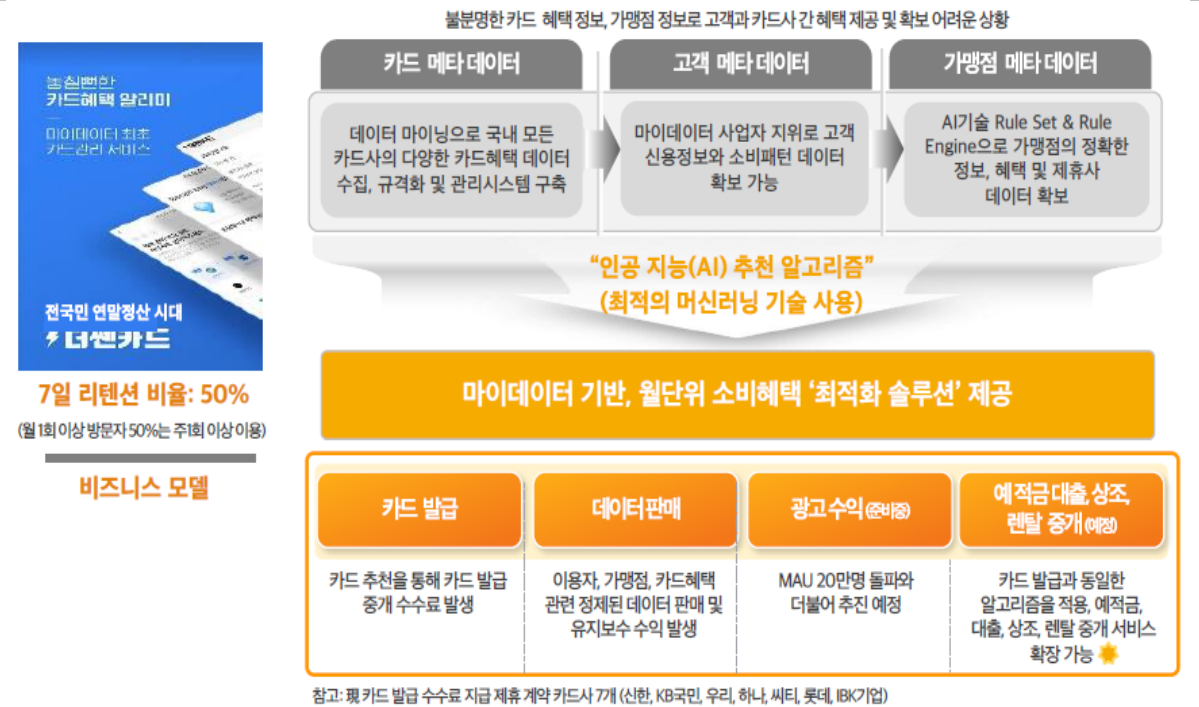 불분명한 카드 혜택 정보, 가맹점 정보로 고객과 카드사 간 혜택 제공 및 확보 어려운 상황
똑띡한
카드혜택 알리미
마이데이터 최초
카드관리 서비스
전국민 연말정산 시대
더쎈카드
7일 리텐션 비율: 50%
(월 1회 이상 방문자 50%는 주1회 이상 이용)
비즈니스 모델
카드 메타 데이터
고객 메타 데이터
가맹점 메타 데이터
데이터 마이닝으로 국내 모든
카드사의 다양한 카드혜택 데이터
수집, 규격화 및 관리시스템 구축
마이데이터 사업자 지위로 고객
신용정보와 소비패턴 데이터
확보 가능
AI기술 Rule Set & Rule
Engine으로 가맹점의 정확한
정보, 혜택 및 제휴사
데이터 확보
“인공 지능(AI) 추천 알고리즘”
(최적의 머신러닝 기술 사용)
마이데이터 기반, 월단위 소비혜택 ‘최적화 솔루션’ 제공
카드 발급
카드 추천을 통해 카드 발급
중개 수수료 발생
데이터 판매
이용자, 가맹점, 카드혜택
관련 정제된 데이터 판매 및
유지보수 수익 발생
광고 수익 (준비중)
MAU 20만명 돌파와
더불어 추진 예정
예 적금 대출, 상조,
렌탈 중개 (예정)
카드 발급과 동일한
알고리즘을 적용, 예적금,
대출, 상조, 렌탈 중개 서비스
확장 가능
참고: 現 카드 발급 수수료 지급 제휴 계약 카드사 7개 (신한, KB국민, 우리, 하나, 씨티, 롯데, IBK기업)